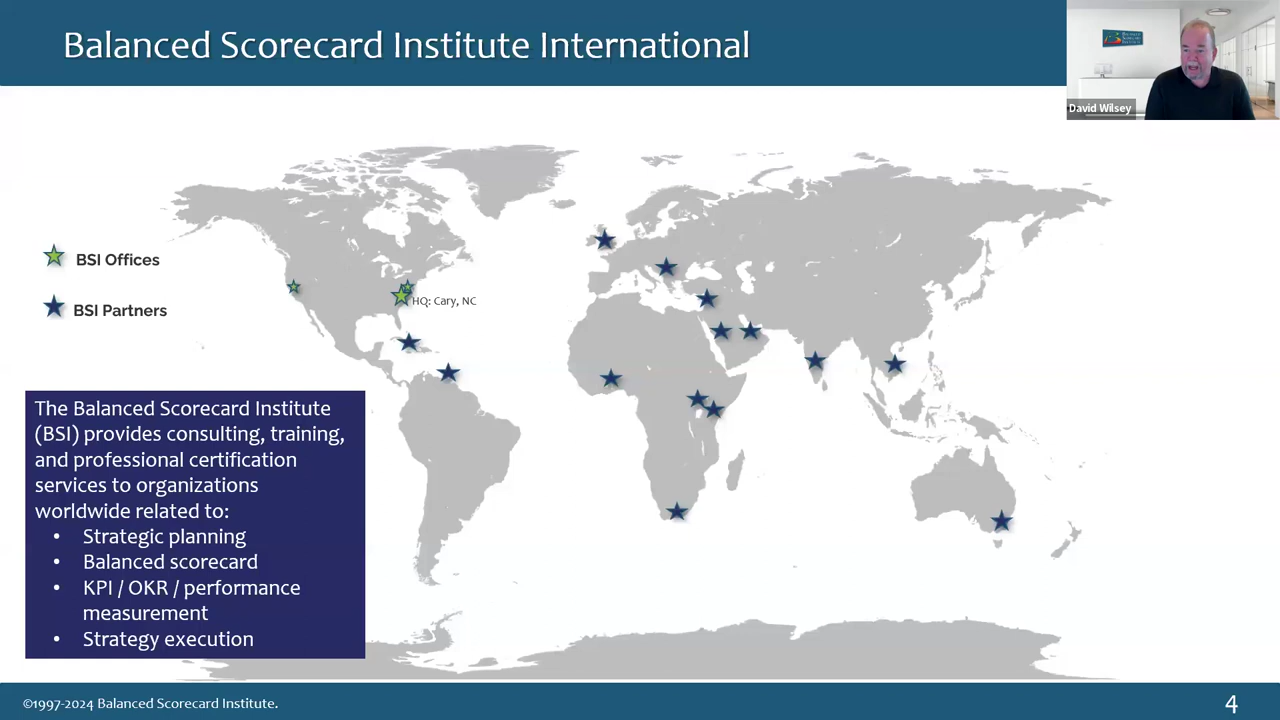 Balanced Scorecard Institute International
David Wilsey
BSI Offices
BSI Partners
HQ: Cary, NC
The Balanced Scorecard Institute
(BSI) provides consulting, training,
and professional certification
services to organizations
worldwide related to:
• Strategic planning
• Balanced scorecard
• KPI / OKR / performance
measurement
• Strategy execution
©1997-2024 Balanced Scorecard Institute.
4